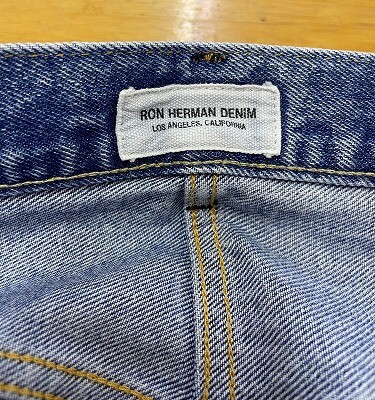 RON HERMAN DENIM
LOS ANGELES, CALIFORNIA